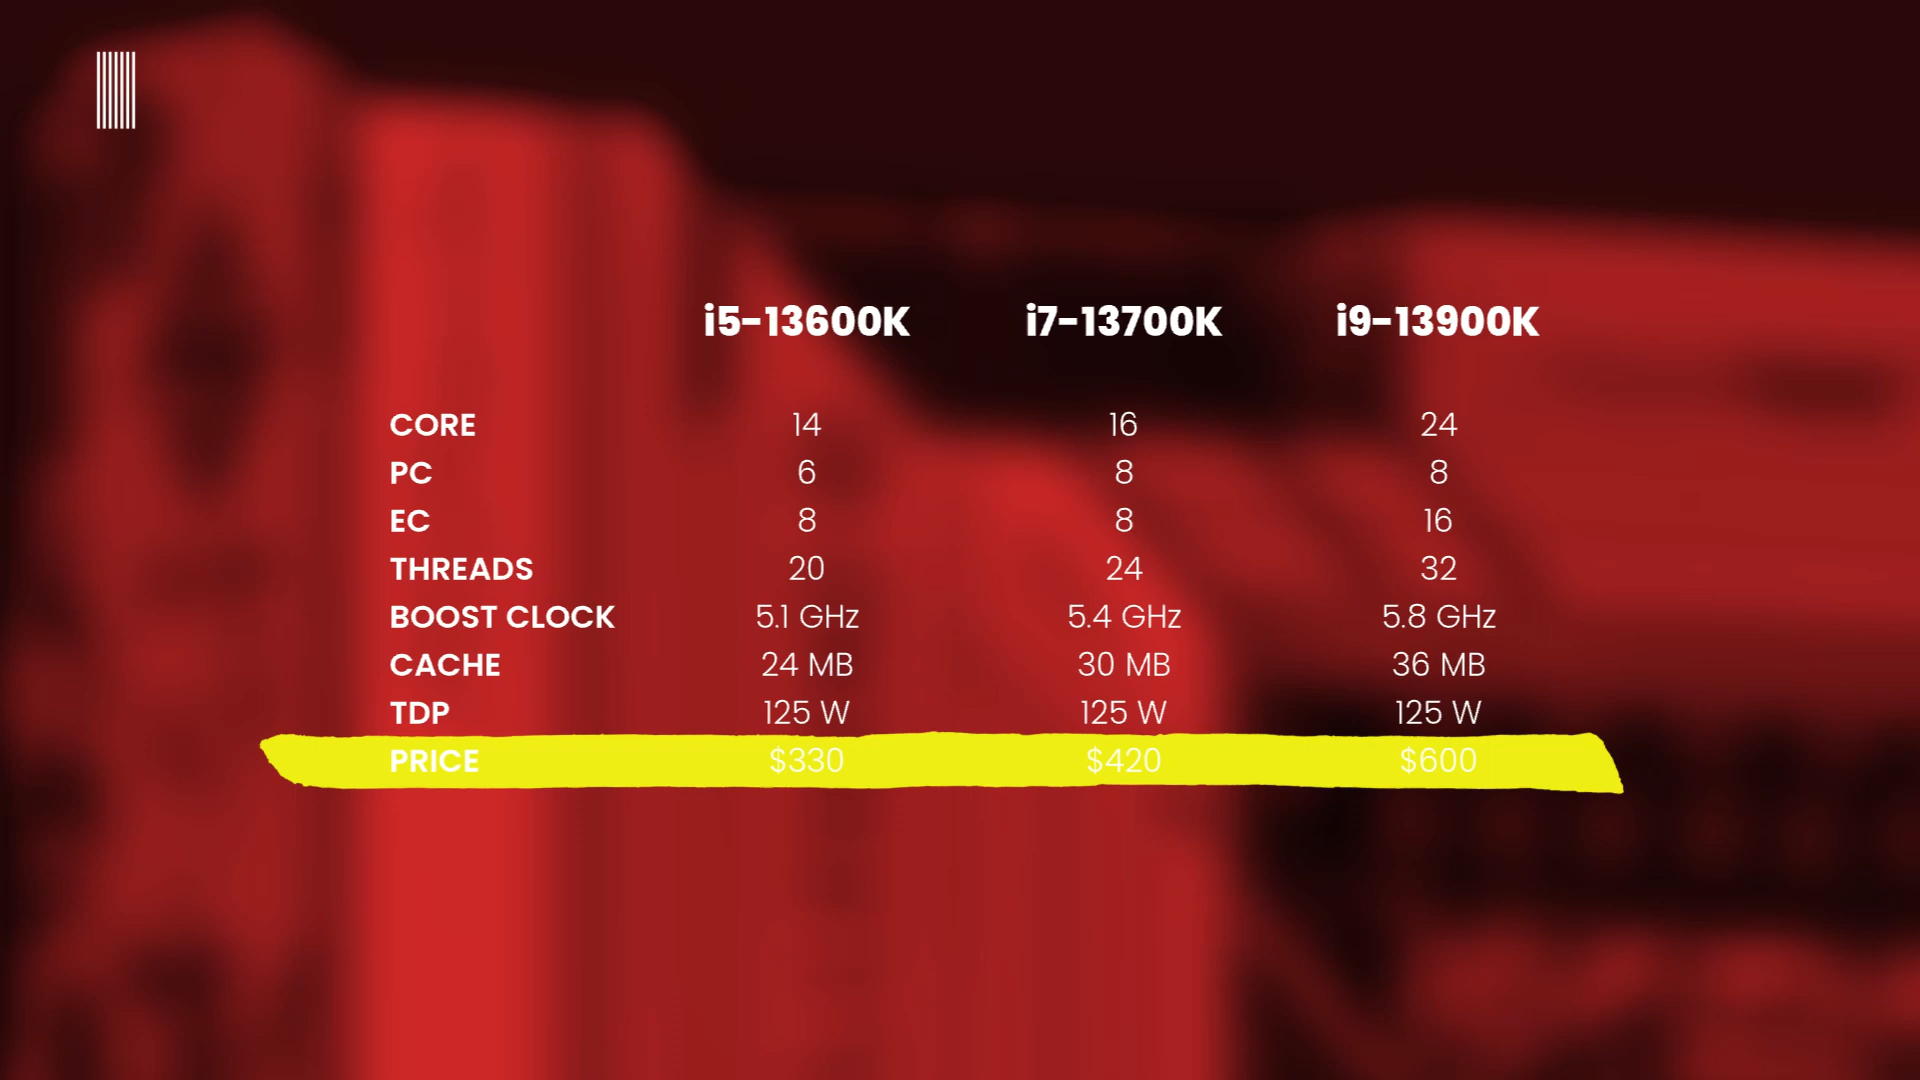 i5-13600K i7-13700K i9-13900K
CORE 14 16 24
PC 6 8 8
EC 8 8 16
THREADS 20 24 32
BOOST CLOCK 5.1 GHz 5.4 GHz 5.8 GHz
CACHE 24 MB 30 MB 36 MB
TDP 125 W 125 W 125 W
PRICE $330 $420 $600